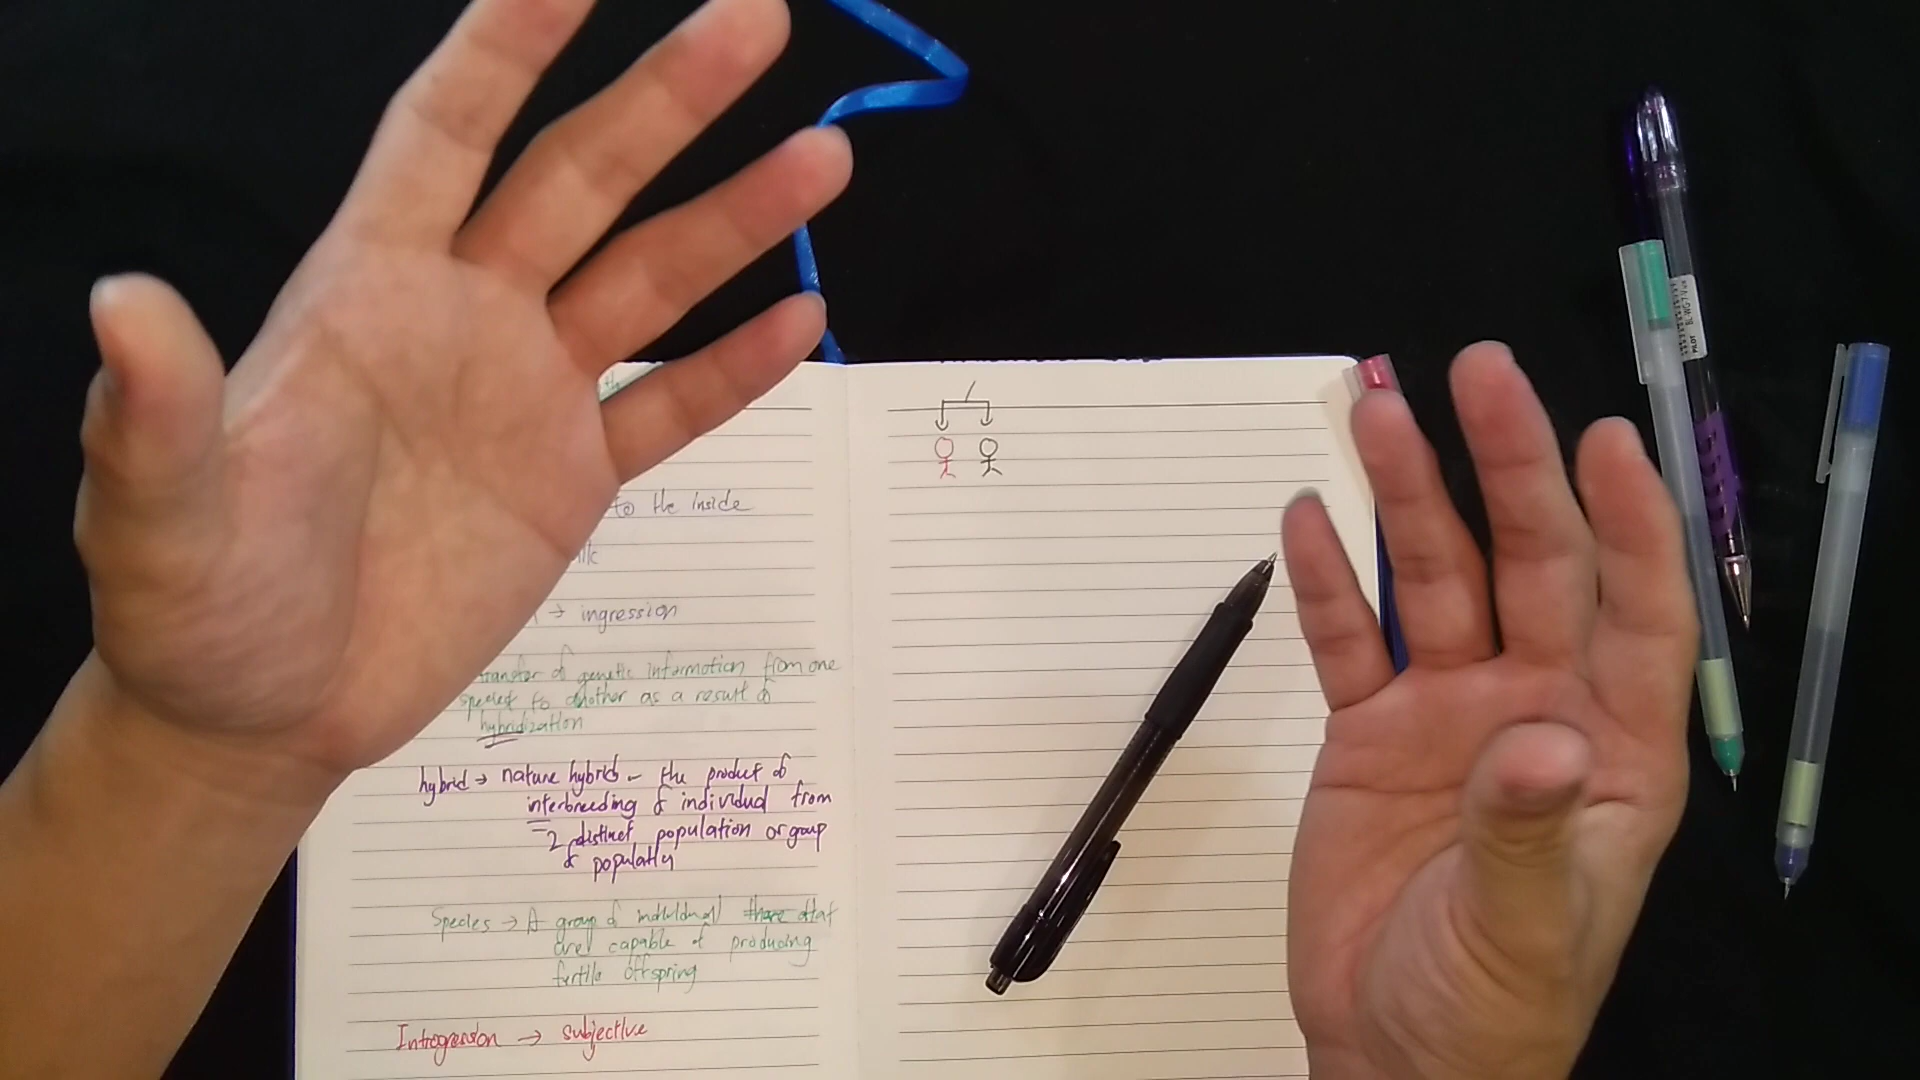 to the inside
→ ingression
transfer of genetic information from one
species to another as a result of
hybridization
hybrid → nature hybrid - the product of
interbreeding of individual from
2 distinct population or group
of
Species → A group of individual that
are capable of producing
fertile offspring
Introgression → subjective
PILOT